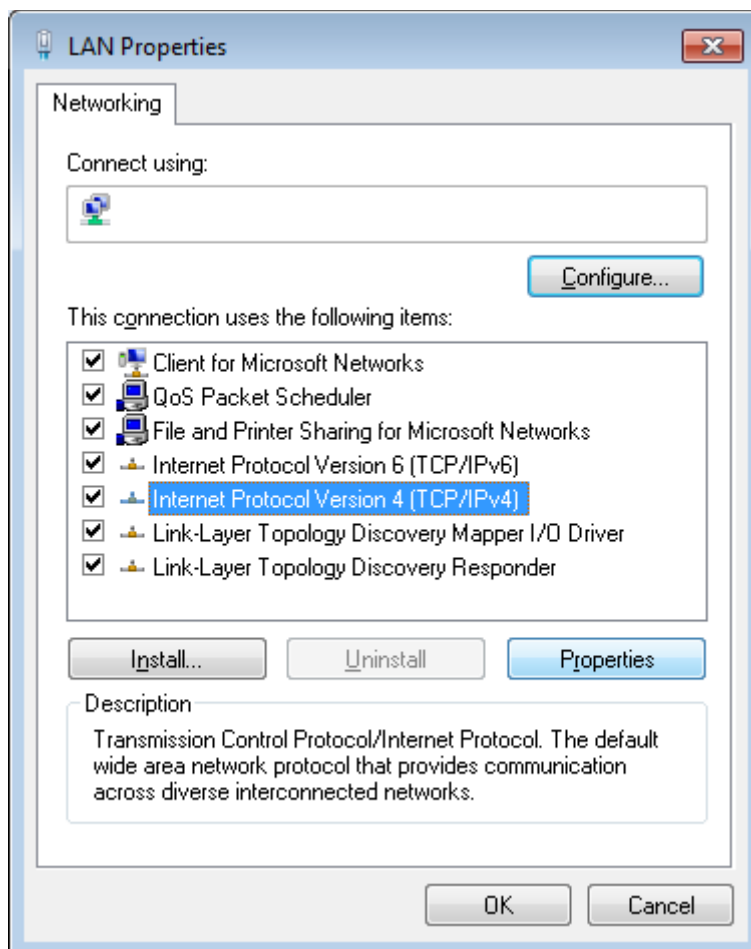 LAN Properties
Networking
Connect using:
Configure...
This connection uses the following items:
Client for Microsoft Networks
QoS Packet Scheduler
File and Printer Sharing for Microsoft Networks
Internet Protocol Version 6 (TCP/IPv6)
Internet Protocol Version 4 (TCP/IPv4)
Link-Layer Topology Discovery Mapper I/O Driver
Link-Layer Topology Discovery Responder
Install... Uninstall Properties
Description
Transmission Control Protocol/Internet Protocol. The default
wide area network protocol that provides communication
across diverse interconnected networks.
OK Cancel